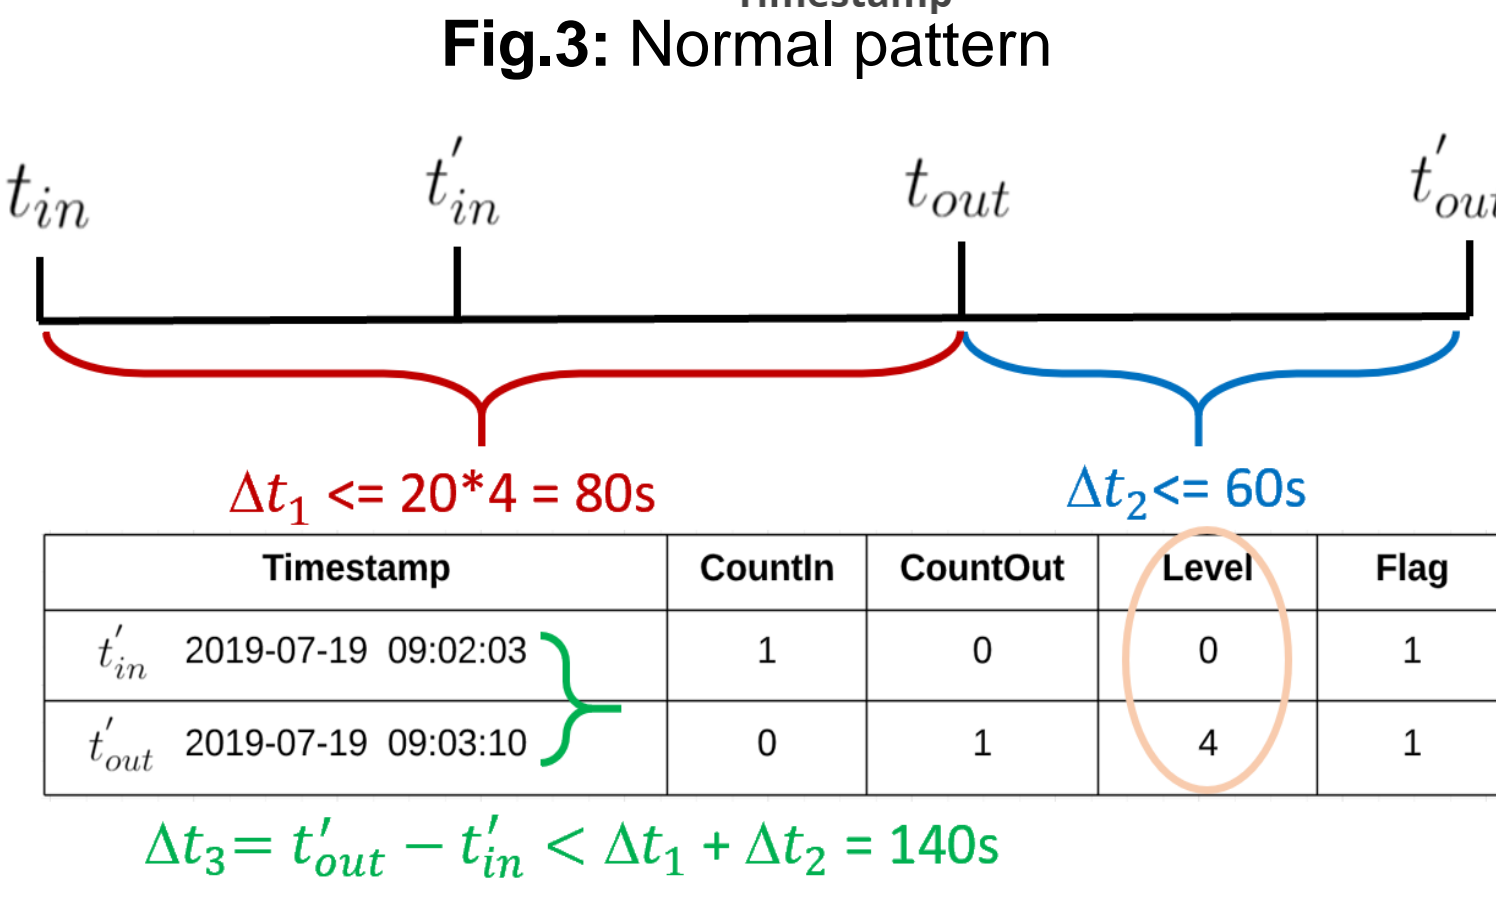 Timestamp
Fig.3: Normal pattern
t_in t'_in t_out t'_out
Δt₁ <= 20*4 = 80s Δt₂<= 60s
Timestamp CountIn CountOut Level Flag
t'_in 2019-07-19 09:02:03 1 0 0 1
t'_out 2019-07-19 09:03:10 0 1 4 1
Δt₃= t'_out − t'_in < Δt₁ + Δt₂ = 140s